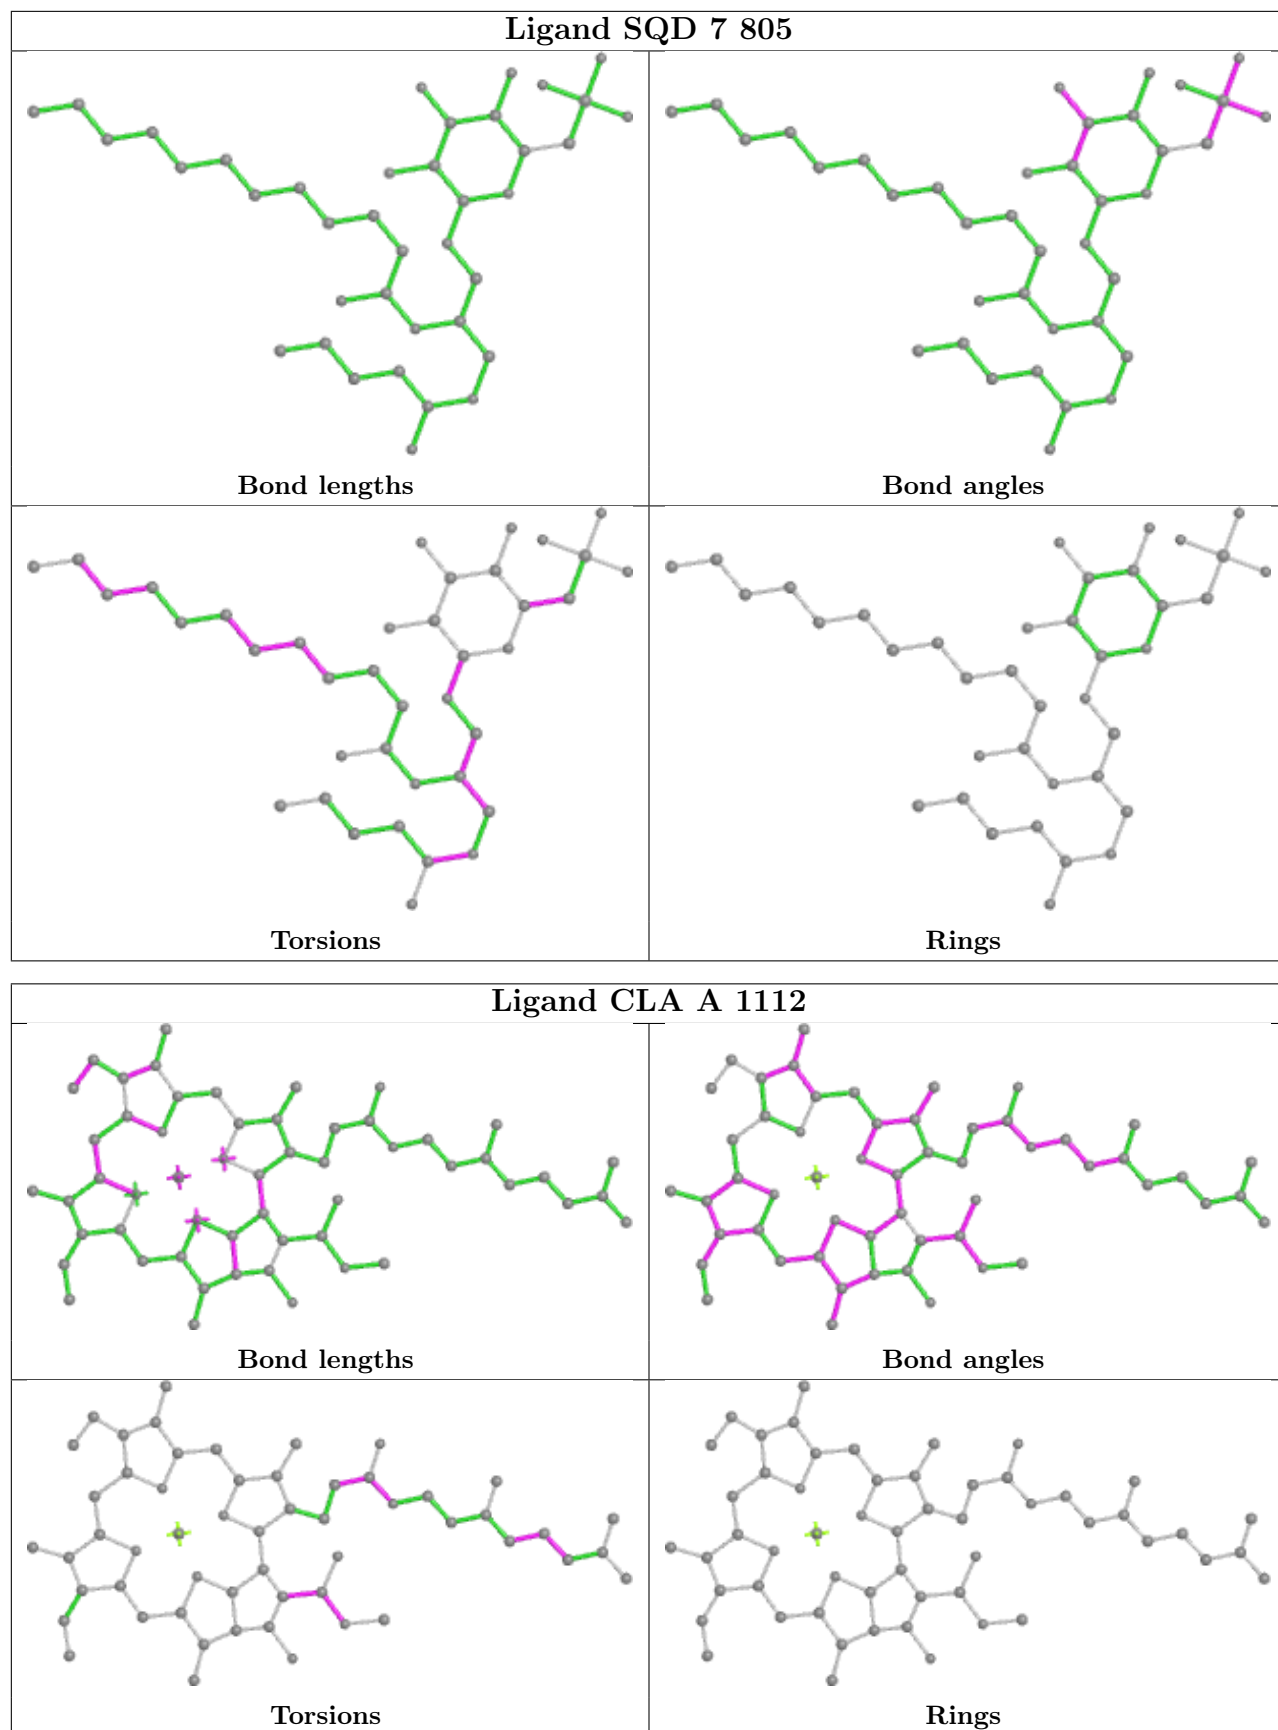 Ligand SQD 7 805
Bond lengths
Bond angles
Torsions
Rings
Ligand CLA A 1112
Bond lengths
Bond angles
Torsions
Rings